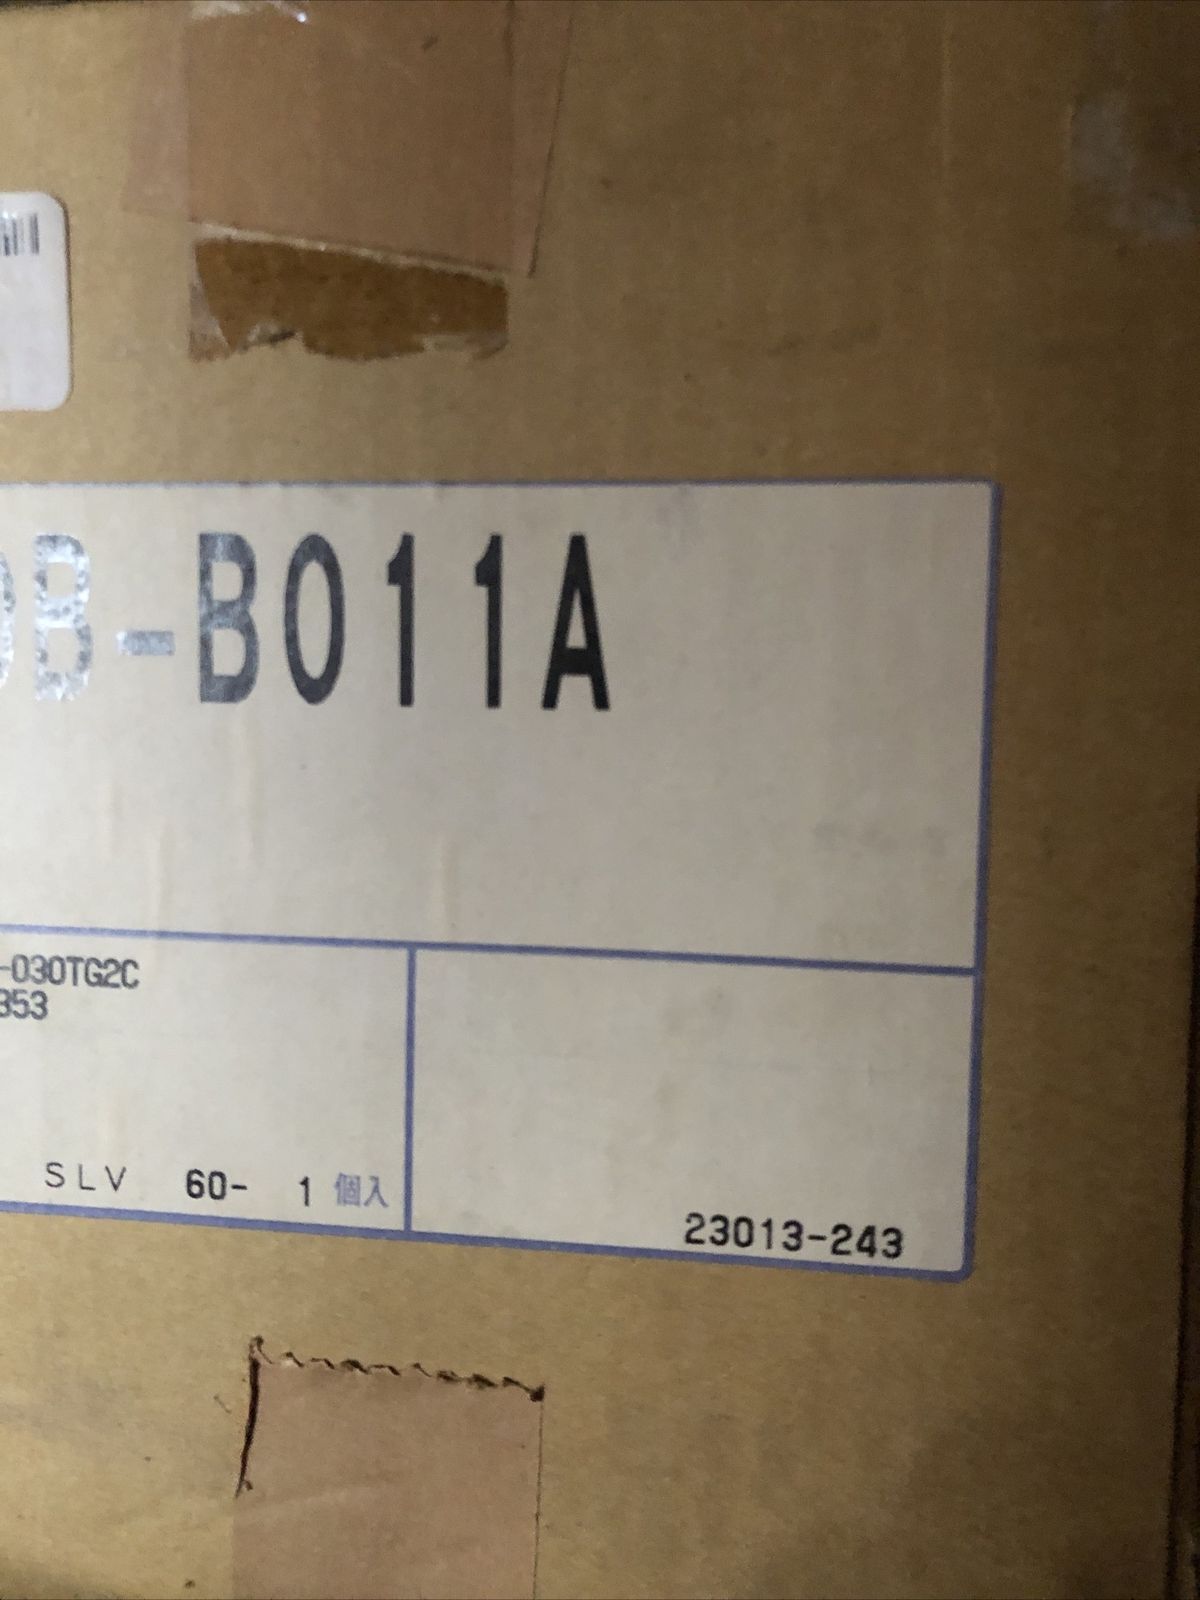 B-B011A
-030TG2C
353
SLV 60- 1 個入
23013-243